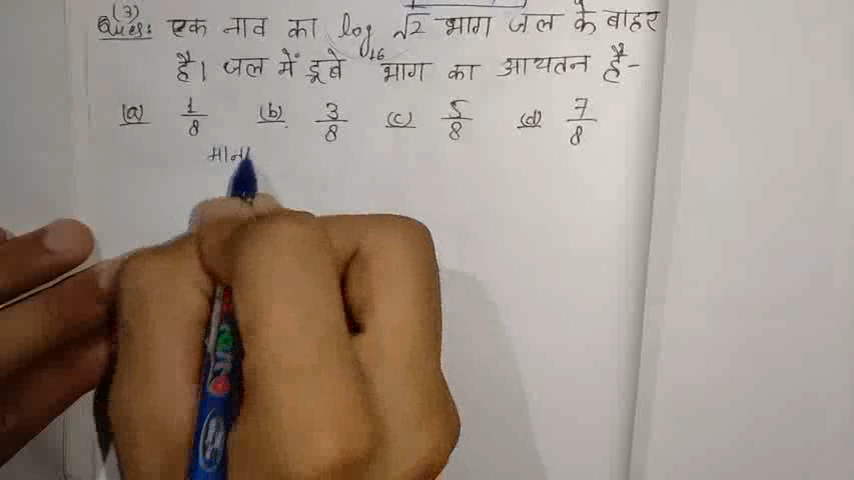 (3)
Ques: एक नाव का log₁₆ √2 भाग जल के बाहर
है। जल में डूबे भाग का आयतन है-
(a) 1/8 (b) 3/8 (c) 5/8 (d) 7/8
माना